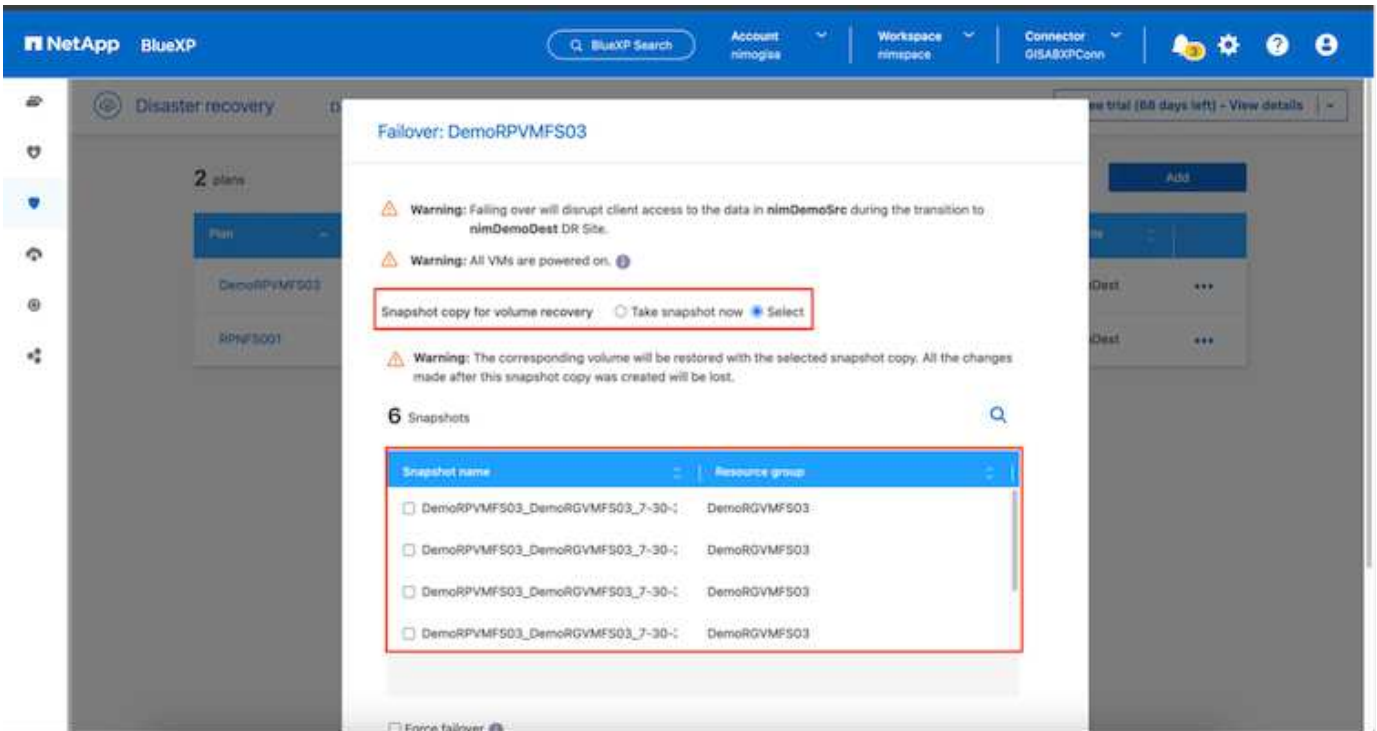 NetApp BlueXP
BlueXP Search
Account
nimogisa
Workspace
nimspace
Connector
GISABXPConn
3
Disaster recovery
trial (68 days left) - View details
Failover: DemoRPVMFS03
2 plans
Add
Warning: Failing over will disrupt client access to the data in nimDemoSrc during the transition to
nimDemoDest DR Site.
Plan
Warning: All VMs are powered on.
DemoRPVMFS03
Snapshot copy for volume recovery Take snapshot now Select
RPNFS001
Warning: The corresponding volume will be restored with the selected snapshot copy. All the changes
made after this snapshot copy was created will be lost.
6 Snapshots
Snapshot name Resource group
DemoRPVMFS03_DemoRGVMFS03_7-30-2 DemoRGVMFS03
DemoRPVMFS03_DemoRGVMFS03_7-30-2 DemoRGVMFS03
DemoRPVMFS03_DemoRGVMFS03_7-30-2 DemoRGVMFS03
DemoRPVMFS03_DemoRGVMFS03_7-30-2 DemoRGVMFS03
Force failover